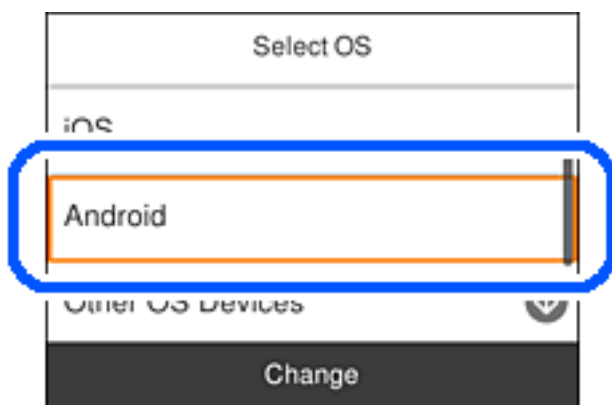 Select OS
iOS
Android
Other OS Devices
Change